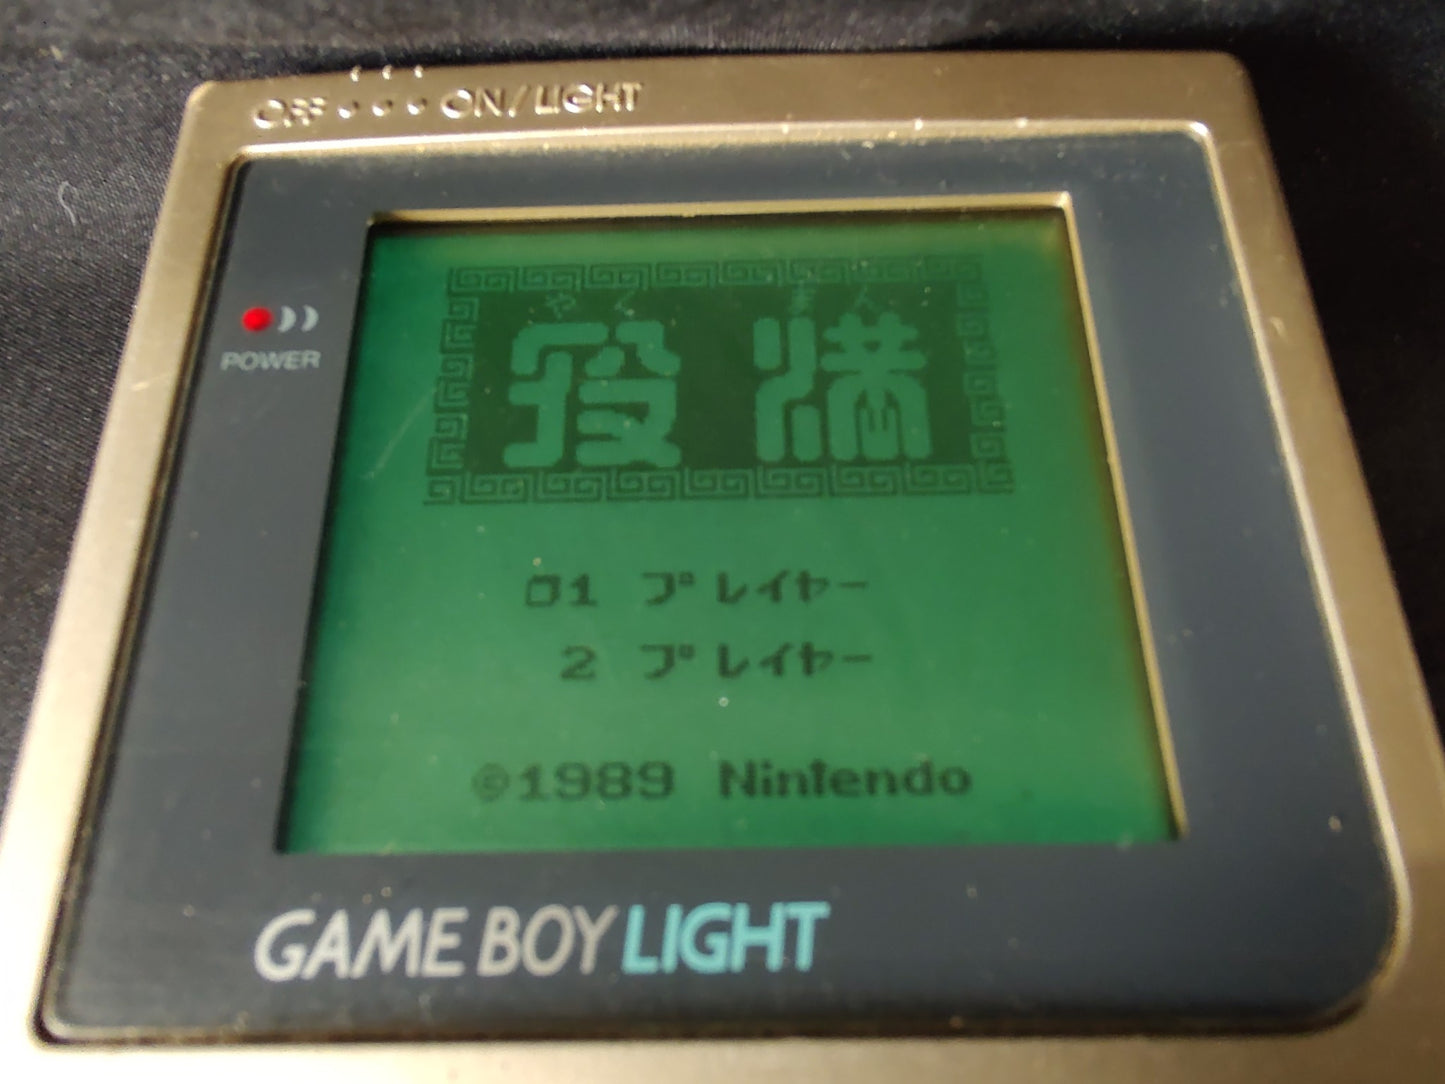 OFF ON/LIGHT
POWER
やく まん
役満
1 プレイヤー
2 プレイヤー
©1989 Nintendo
GAME BOY LIGHT